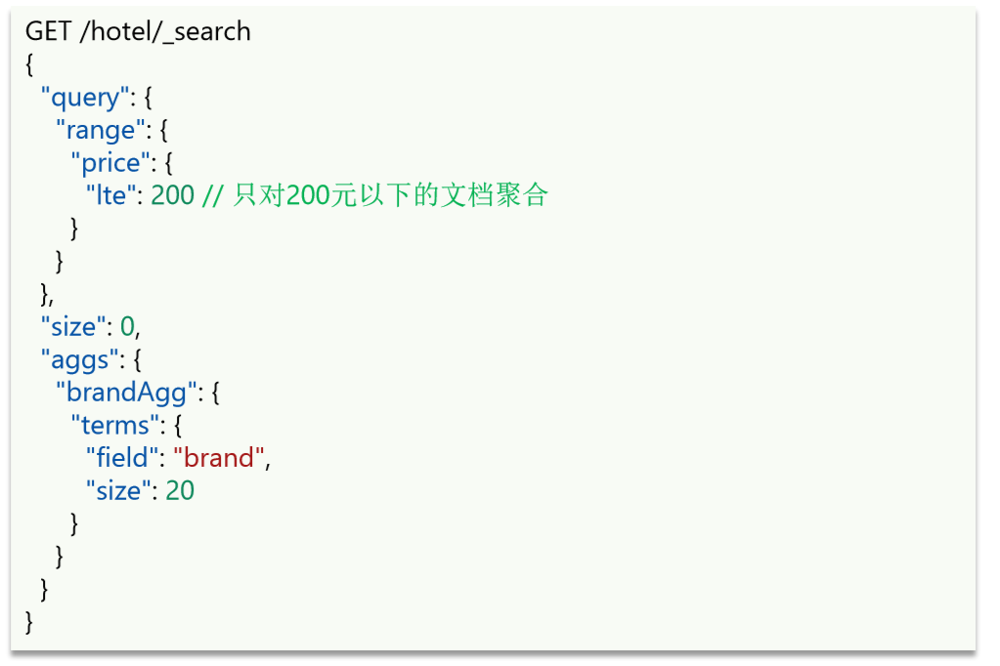 GET /hotel/_search
{
  "query": {
    "range": {
      "price": {
        "lte": 200 // 只对200元以下的文档聚合
      }
    }
  },
  "size": 0,
  "aggs": {
    "brandAgg": {
      "terms": {
        "field": "brand",
        "size": 20
      }
    }
  }
}